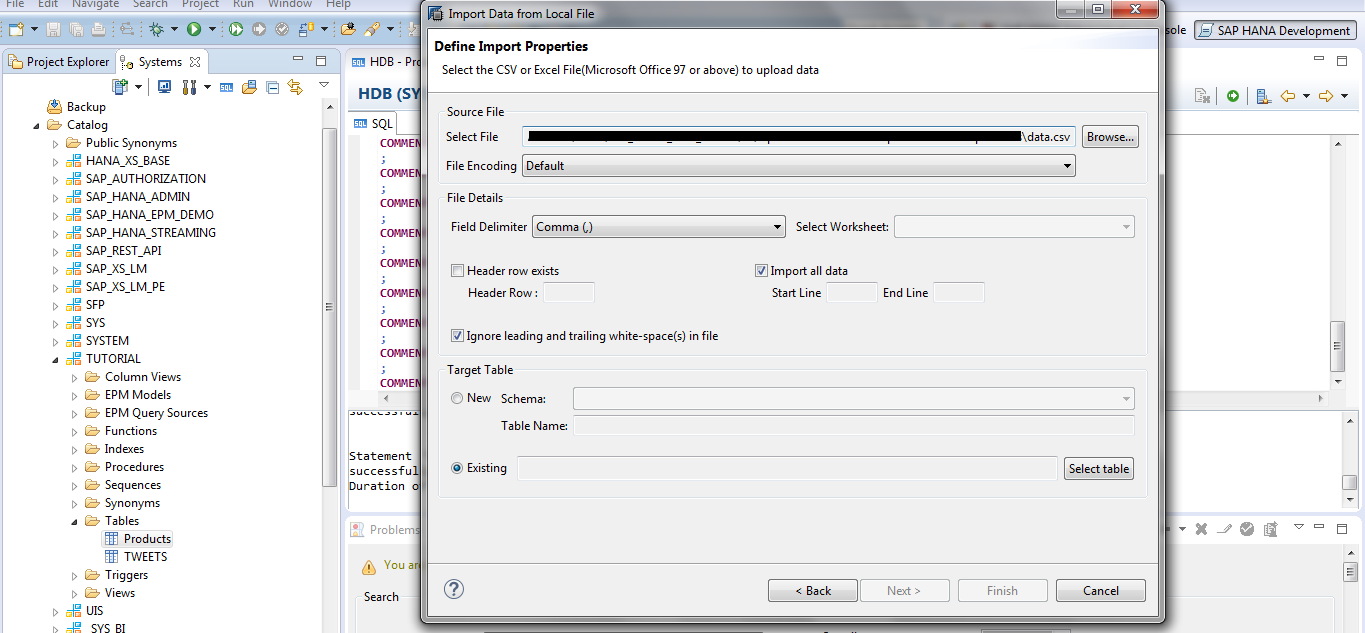 File Edit Navigate Search Project Run Window Help
SAP HANA Development
Project Explorer Systems
Backup
Catalog
Public Synonyms
HANA_XS_BASE
SAP_AUTHORIZATION
SAP_HANA_ADMIN
SAP_HANA_EPM_DEMO
SAP_HANA_STREAMING
SAP_REST_API
SAP_XS_LM
SAP_XS_LM_PE
SFP
SYS
SYSTEM
TUTORIAL
Column Views
EPM Models
EPM Query Sources
Functions
Indexes
Procedures
Sequences
Synonyms
Tables
Products
TWEETS
Triggers
Views
UIS
_SYS_BI
SQL HDB - Pro
HDB (SY
SQL SQL
COMMEN
;
COMMEN
;
COMMEN
;
COMMEN
;
COMMEN
;
COMMEN
;
COMMEN
;
COMMEN
;
COMMEN
successful
Statement
successful
Duration o
Problems
You are
Search
Import Data from Local File
Define Import Properties
Select the CSV or Excel File(Microsoft Office 97 or above) to upload data
Source File
Select File \data.csv Browse...
File Encoding Default
File Details
Field Delimiter Comma (,) Select Worksheet:
Header row exists Import all data
Header Row : Start Line End Line
Ignore leading and trailing white-space(s) in file
Target Table
New Schema:
Table Name:
Existing Select table
? < Back Next > Finish Cancel